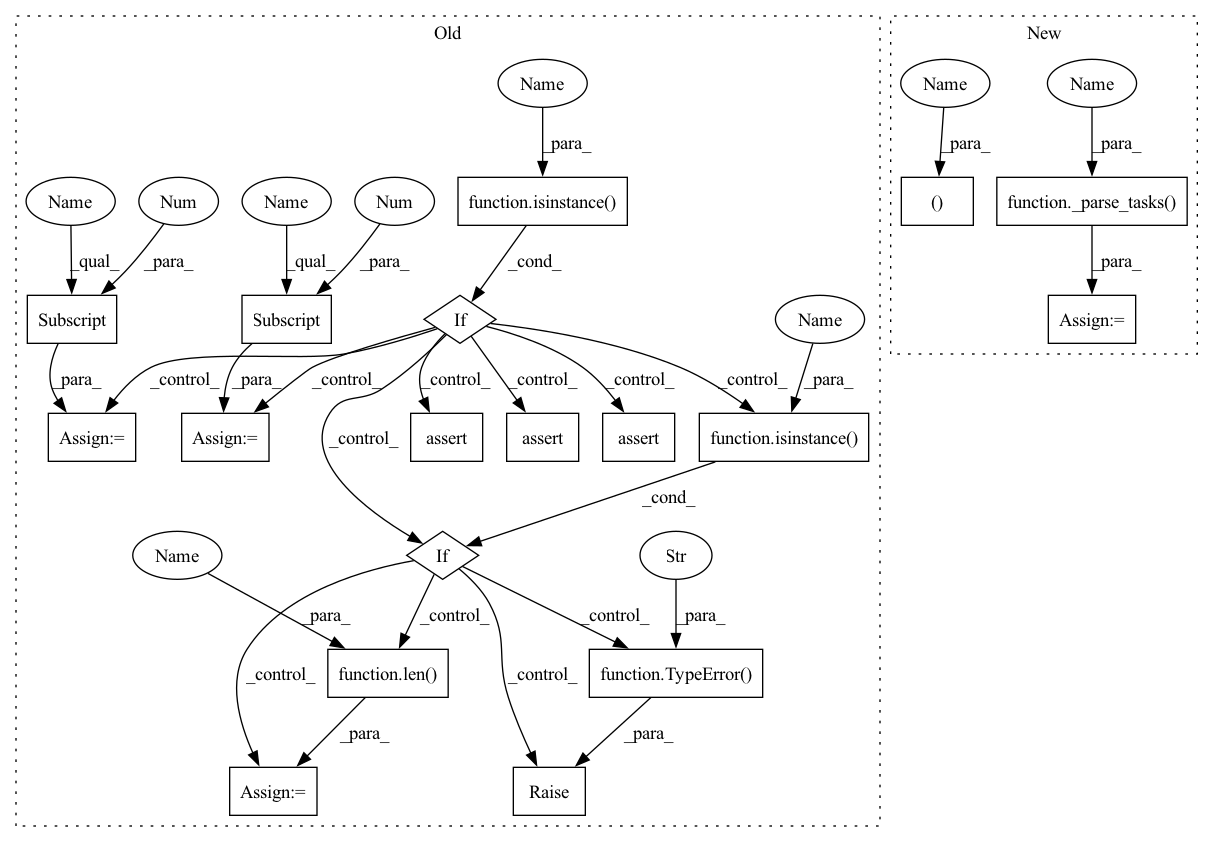 Old
New
Name
Name
Name
_para_
_para_
_para_
Name
Num
Name
Num
function.isinstance()
()
function._parse_tasks()
_qual_
_para_
_qual_
_para_
_cond_
_para_
Subscript
Subscript
If
Name
Assign:=
_para_
_control_
_para_
_control_
_control_
_control_
_control_
_control_
_para_
Assign:=
Assign:=
assert
assert
assert
function.isinstance()
_control_
_cond_
Name
If
Str
_para_
_control_
_control_
_para_
_control_
function.len()
_control_
function.TypeError()
_para_
_para_
Assign:=
Raise